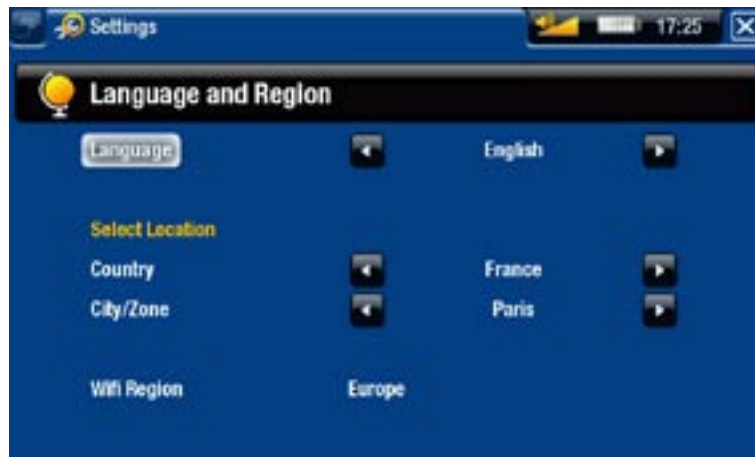 Settings 17:25
Language and Region
Language English
Select Location
Country France
City/Zone Paris
Wifi Region Europe